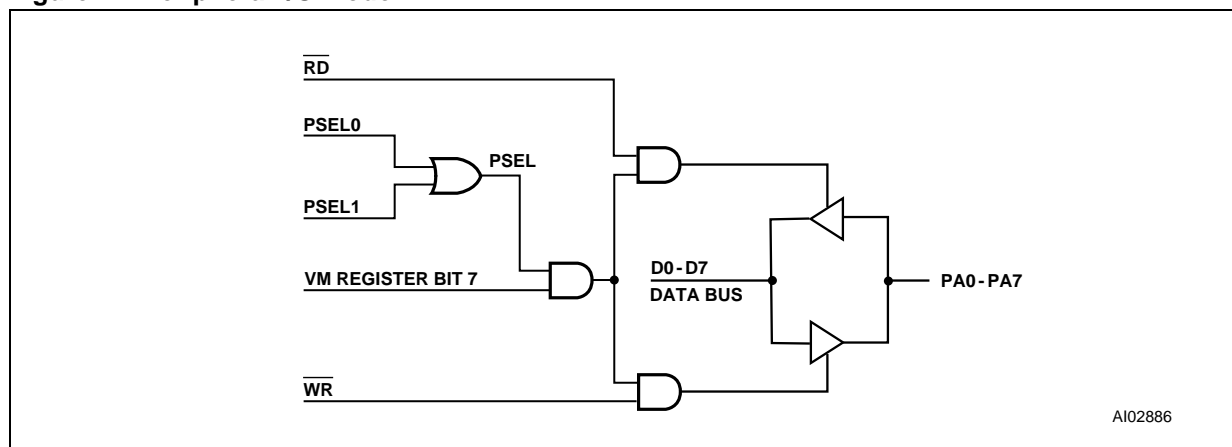 RD
PSEL0
PSEL
PSEL1
VM REGISTER BIT 7
D0-D7
DATA BUS
PA0-PA7
WR
AI02886